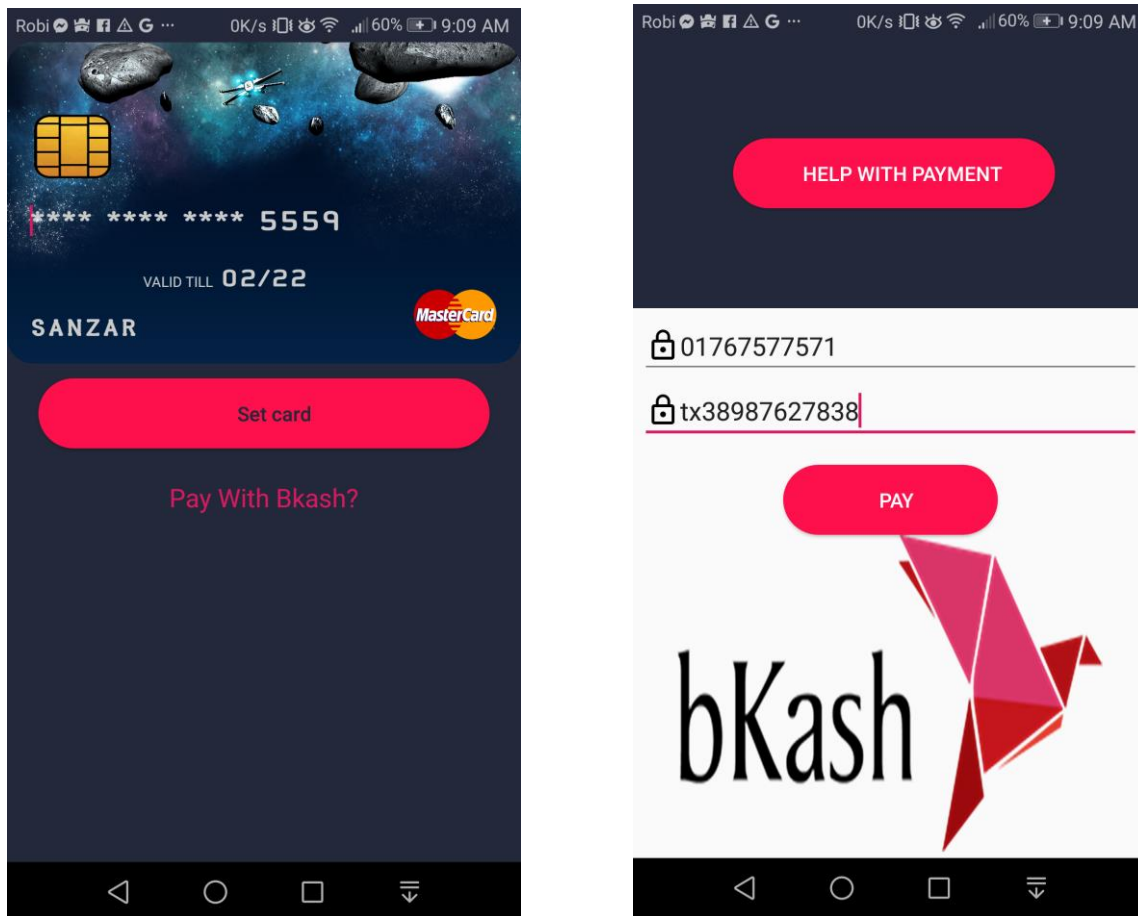 Robi G ... 0K/s 60% 9:09 AM
**** **** **** 5559
VALID TILL 02/22
SANZAR
MasterCard
Set card
Pay With Bkash?
Robi G ... 0K/s 60% 9:09 AM
HELP WITH PAYMENT
01767577571
tx38987627838
PAY
bKash